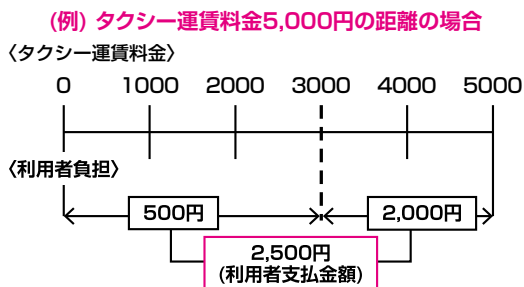 (例) タクシー運賃料金5,000円の距離の場合
〈タクシー運賃料金〉
0 1000 2000 3000 4000 5000
〈利用者負担〉
500円 2,000円
2,500円
(利用者支払金額)